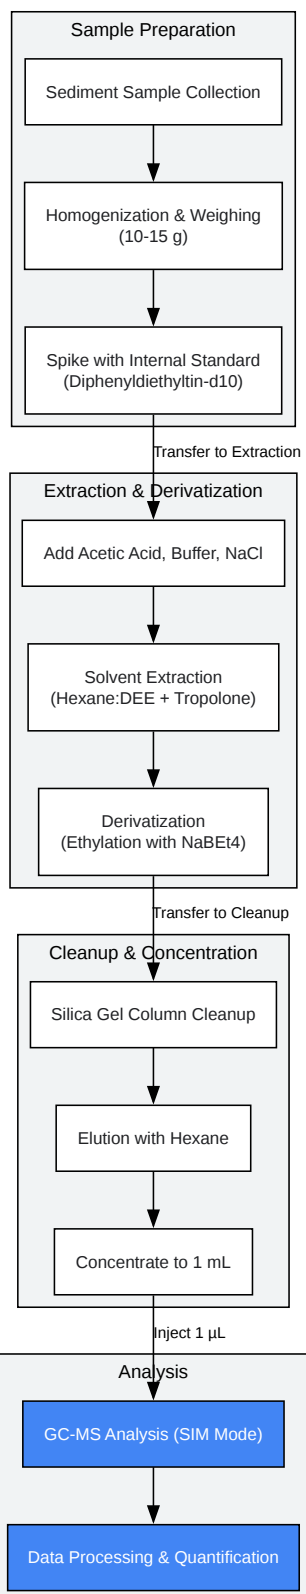 Sample Preparation
Sediment Sample Collection
Homogenization & Weighing
(10-15 g)
Spike with Internal Standard
(Diphenyldiethyltin-d10)
Transfer to Extraction
Extraction & Derivatization
Add Acetic Acid, Buffer, NaCl
Solvent Extraction
(Hexane:DEE + Tropolone)
Derivatization
(Ethylation with NaBEt4)
Transfer to Cleanup
Cleanup & Concentration
Silica Gel Column Cleanup
Elution with Hexane
Concentrate to 1 mL
Inject 1 µL
Analysis
GC-MS Analysis (SIM Mode)
Data Processing & Quantification